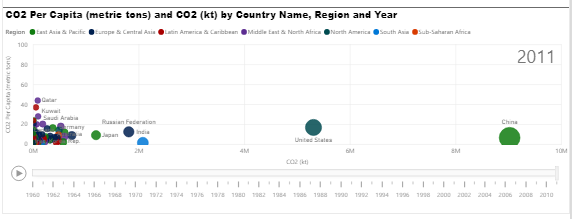 CO2 Per Capita (metric tons) and CO2 (kt) by Country Name, Region and Year
Region East Asia & Pacific Europe & Central Asia Latin America & Caribbean Middle East & North Africa North America South Asia Sub-Saharan Africa
2011
CO2 Per Capita (metric tons)
100
80
60
40
20
0
Qatar
Kuwait
Saudi Arabia
Japan
Russian Federation
India
United States
China
0M
2M
4M
6M
8M
10M
CO2 (kt)
1960 1962 1964 1966 1968 1970 1972 1974 1976 1978 1980 1982 1984 1986 1988 1990 1992 1994 1996 1998 2000 2002 2004 2006 2008 2010